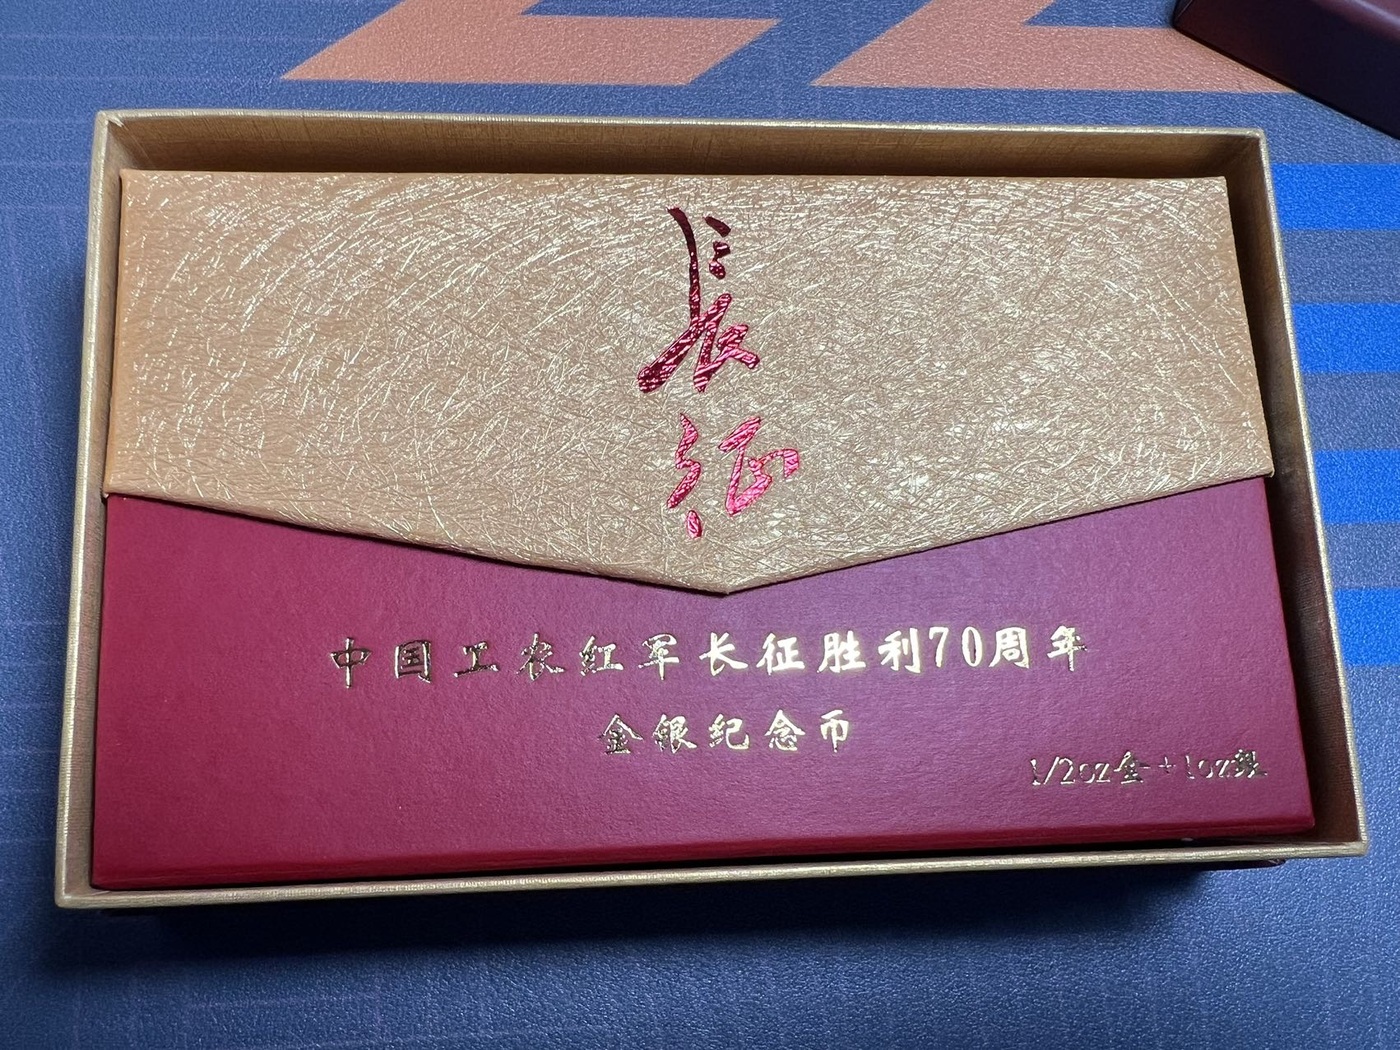 長征
中国工农红军长征胜利70周年
金银纪念币
1/2oz金+1oz银